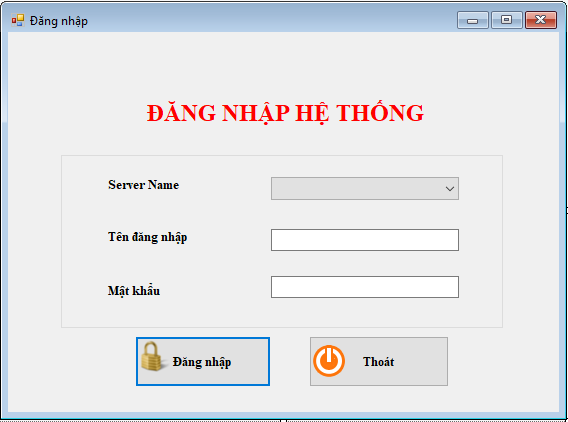 Đăng nhập
ĐĂNG NHẬP HỆ THỐNG
Server Name
Tên đăng nhập
Mật khẩu
Đăng nhập
Thoát